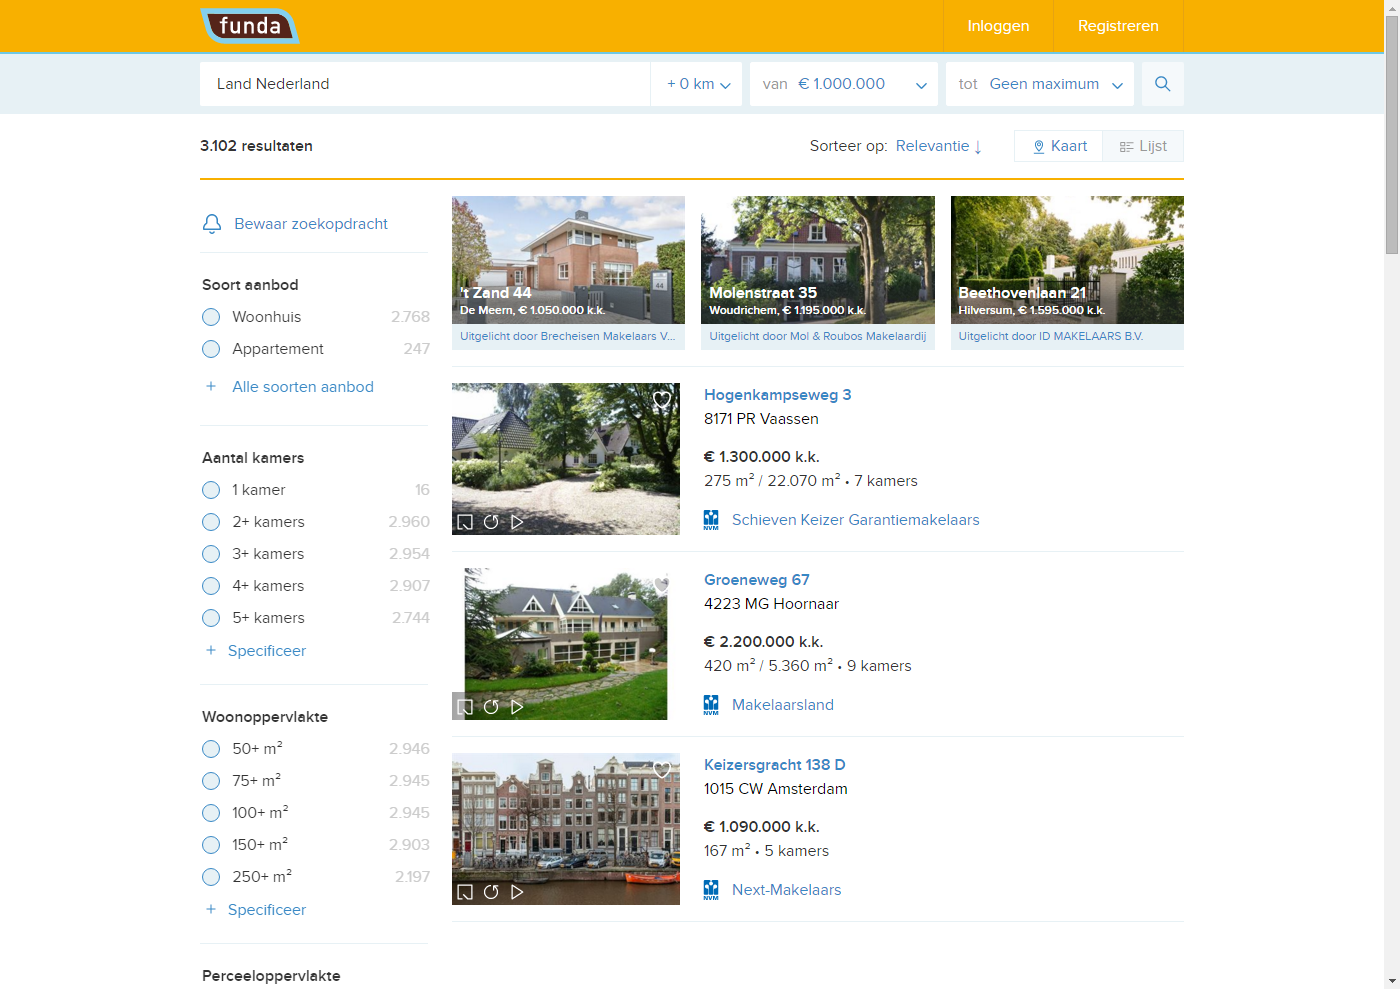 funda
Inloggen
Registreren
Land Nederland
+ 0 km
van € 1.000.000
tot Geen maximum
3.102 resultaten
Sorteer op: Relevantie ↓
Kaart
Lijst
Bewaar zoekopdracht
Soort aanbod
Woonhuis 2.768
Appartement 247
+ Alle soorten aanbod
Aantal kamers
1 kamer 16
2+ kamers 2.960
3+ kamers 2.954
4+ kamers 2.907
5+ kamers 2.744
+ Specificeer
Woonoppervlakte
50+ m² 2.946
75+ m² 2.945
100+ m² 2.945
150+ m² 2.903
250+ m² 2.197
+ Specificeer
Perceeloppervlakte
44
't Zand 44
De Meern, € 1.050.000 k.k.
Uitgelicht door Brecheisen Makelaars V...
Molenstraat 35
Woudrichem, € 1.195.000 k.k.
Uitgelicht door Mol & Roubos Makelaardij
Beethovenlaan 21
Hilversum, € 1.595.000 k.k.
Uitgelicht door ID MAKELAARS B.V.
Hogenkampseweg 3
8171 PR Vaassen
€ 1.300.000 k.k.
275 m² / 22.070 m² • 7 kamers
NVM Schieven Keizer Garantiemakelaars
Groeneweg 67
4223 MG Hoornaar
€ 2.200.000 k.k.
420 m² / 5.360 m² • 9 kamers
NVM Makelaarsland
Keizersgracht 138 D
1015 CW Amsterdam
€ 1.090.000 k.k.
167 m² • 5 kamers
NVM Next-Makelaars